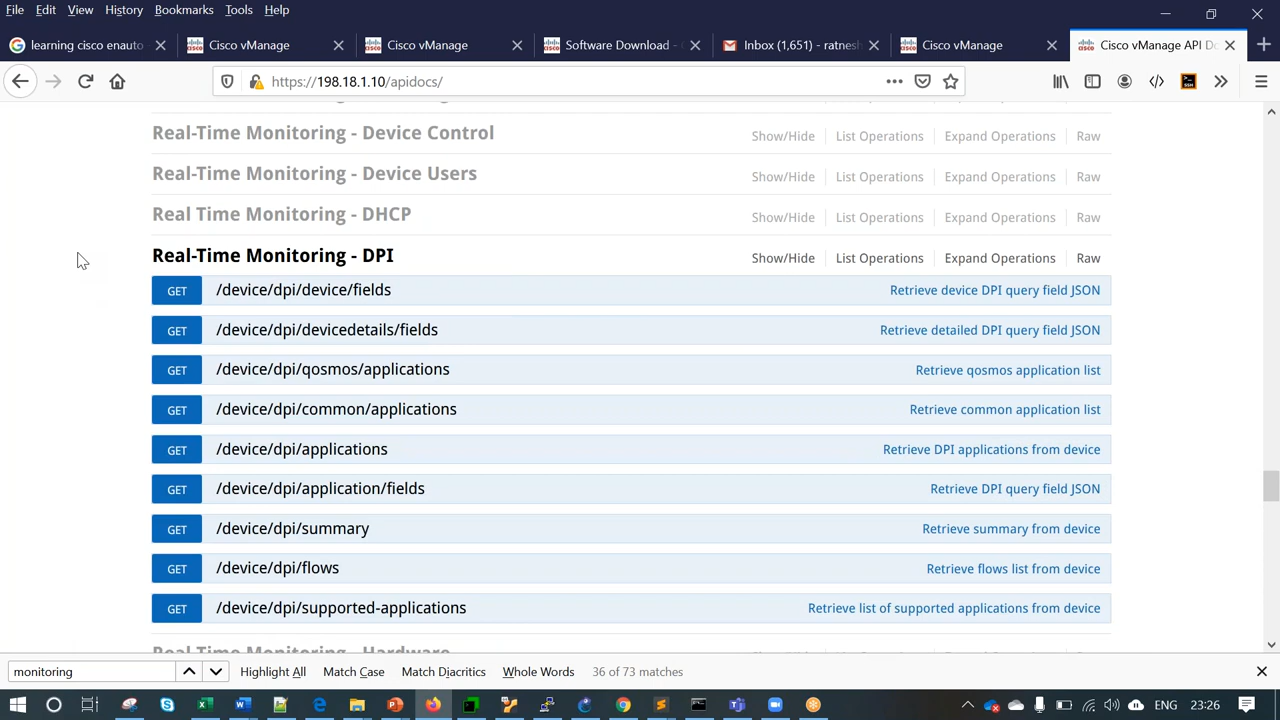 File Edit View History Bookmarks Tools Help
learning cisco enauto
Cisco vManage
Cisco vManage
Software Download -
Inbox (1,651) - ratnes
Cisco vManage
Cisco vManage API Do
https://198.18.1.10/apidocs/
Real-Time Monitoring - Device Control Show/Hide List Operations Expand Operations Raw
Real-Time Monitoring - Device Users Show/Hide List Operations Expand Operations Raw
Real Time Monitoring - DHCP Show/Hide List Operations Expand Operations Raw
Real-Time Monitoring - DPI Show/Hide List Operations Expand Operations Raw
GET /device/dpi/device/fields Retrieve device DPI query field JSON
GET /device/dpi/devicedetails/fields Retrieve detailed DPI query field JSON
GET /device/dpi/qosmos/applications Retrieve qosmos application list
GET /device/dpi/common/applications Retrieve common application list
GET /device/dpi/applications Retrieve DPI applications from device
GET /device/dpi/application/fields Retrieve DPI query field JSON
GET /device/dpi/summary Retrieve summary from device
GET /device/dpi/flows Retrieve flows list from device
GET /device/dpi/supported-applications Retrieve list of supported applications from device
Real-Time Monitoring - Hardware
monitoring Highlight All Match Case Match Diacritics Whole Words 36 of 73 matches
ENG 23:26